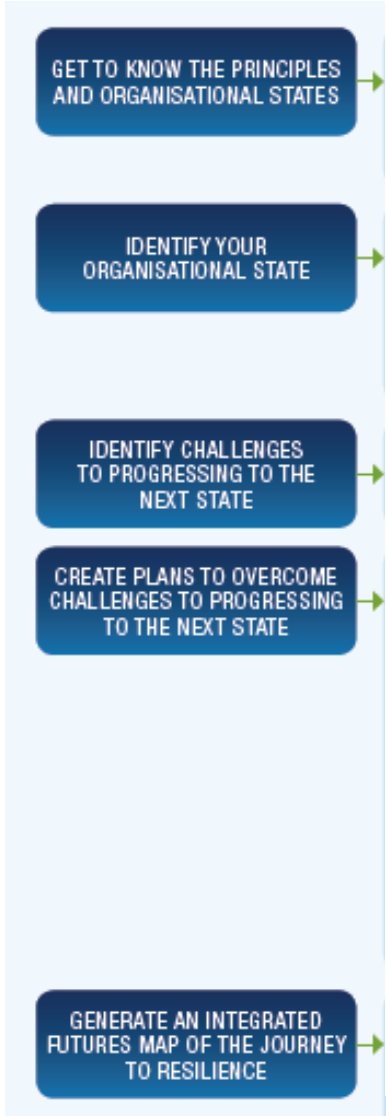 GET TO KNOW THE PRINCIPLES
AND ORGANISATIONAL STATES
IDENTIFY YOUR
ORGANISATIONAL STATE
IDENTIFY CHALLENGES
TO PROGRESSING TO THE
NEXT STATE
CREATE PLANS TO OVERCOME
CHALLENGES TO PROGRESSING
TO THE NEXT STATE
GENERATE AN INTEGRATED
FUTURES MAP OF THE JOURNEY
TO RESILIENCE